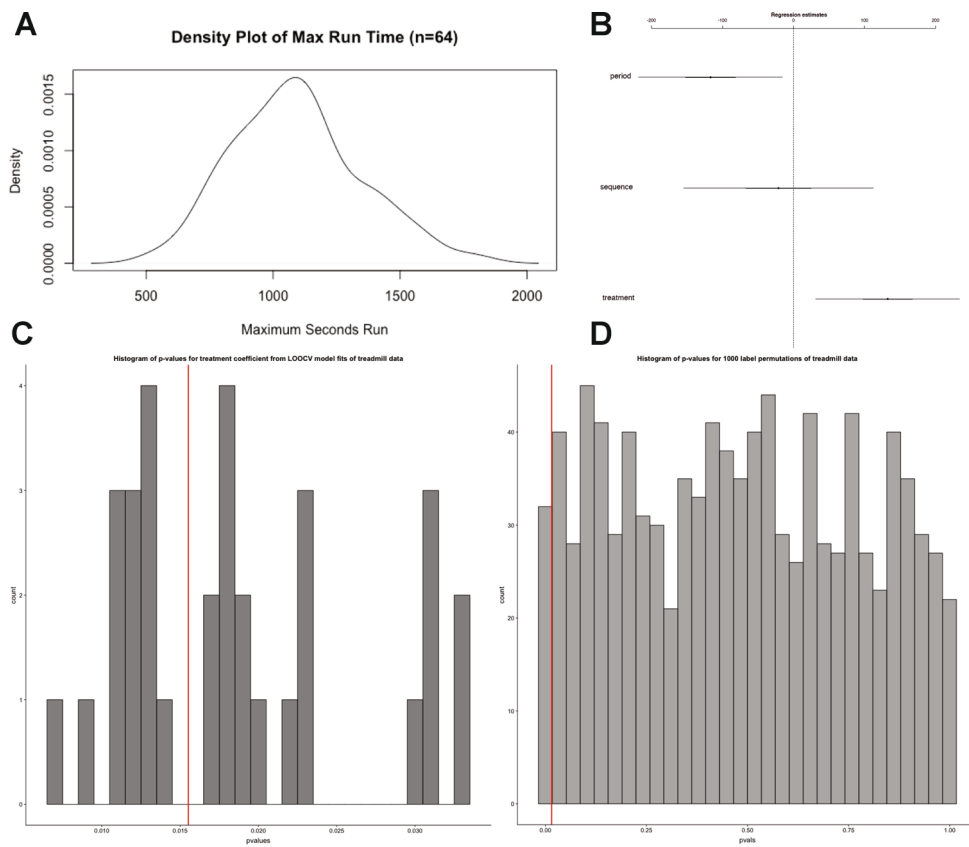 A
Density Plot of Max Run Time (n=64)
Density
0.0000
0.0005
0.0010
0.0015
500
1000
1500
2000
Maximum Seconds Run
B
Regression estimates
-200
-100
0
100
200
period
sequence
treatment
C
Histogram of p-values for treatment coefficient from LOOCV model fits of treadmill data
count
4
3
2
1
0
0.010
0.015
0.020
0.025
0.030
pvalues
D
Histogram of p-values for 1000 label permutations of treadmill data
count
40
30
20
10
0
0.00
0.25
0.50
0.75
1.00
pvals